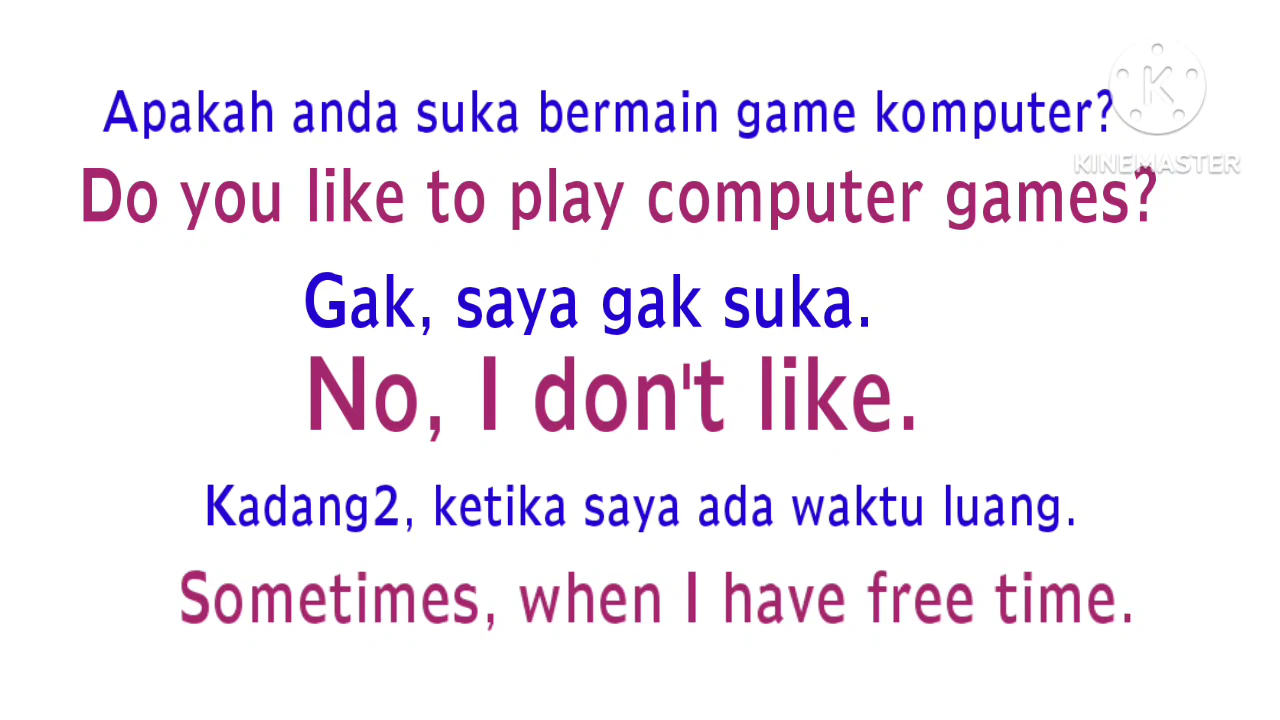 Apakah anda suka bermain game komputer?
KINEMASTER
Do you like to play computer games?
Gak, saya gak suka.
No, I don't like.
Kadang2, ketika saya ada waktu luang.
Sometimes, when I have free time.